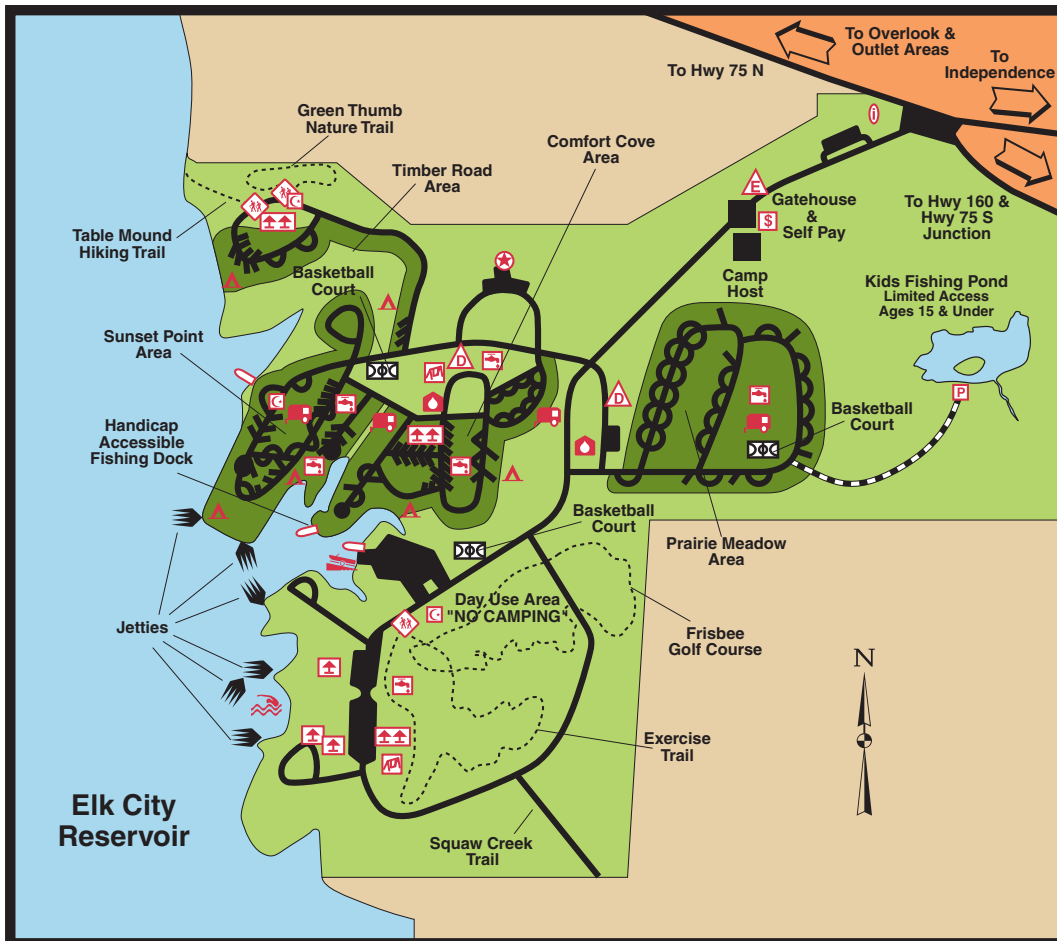 To Overlook &
Outlet Areas
To
Independence
To Hwy 75 N
Green Thumb
Nature Trail
Comfort Cove
Area
Timber Road
Area
i
E
Gatehouse
&
Self Pay
$
To Hwy 160 &
Hwy 75 S
Junction
Table Mound
Hiking Trail
Basketball
Court
Camp
Host
Kids Fishing Pond
Limited Access
Ages 15 & Under
Sunset Point
Area
D
D
P
Handicap
Accessible
Fishing Dock
Basketball
Court
Basketball
Court
Prairie Meadow
Area
Day Use Area
"NO CAMPING"
Jetties
Frisbee
Golf Course
N
Exercise
Trail
Elk City
Reservoir
Squaw Creek
Trail